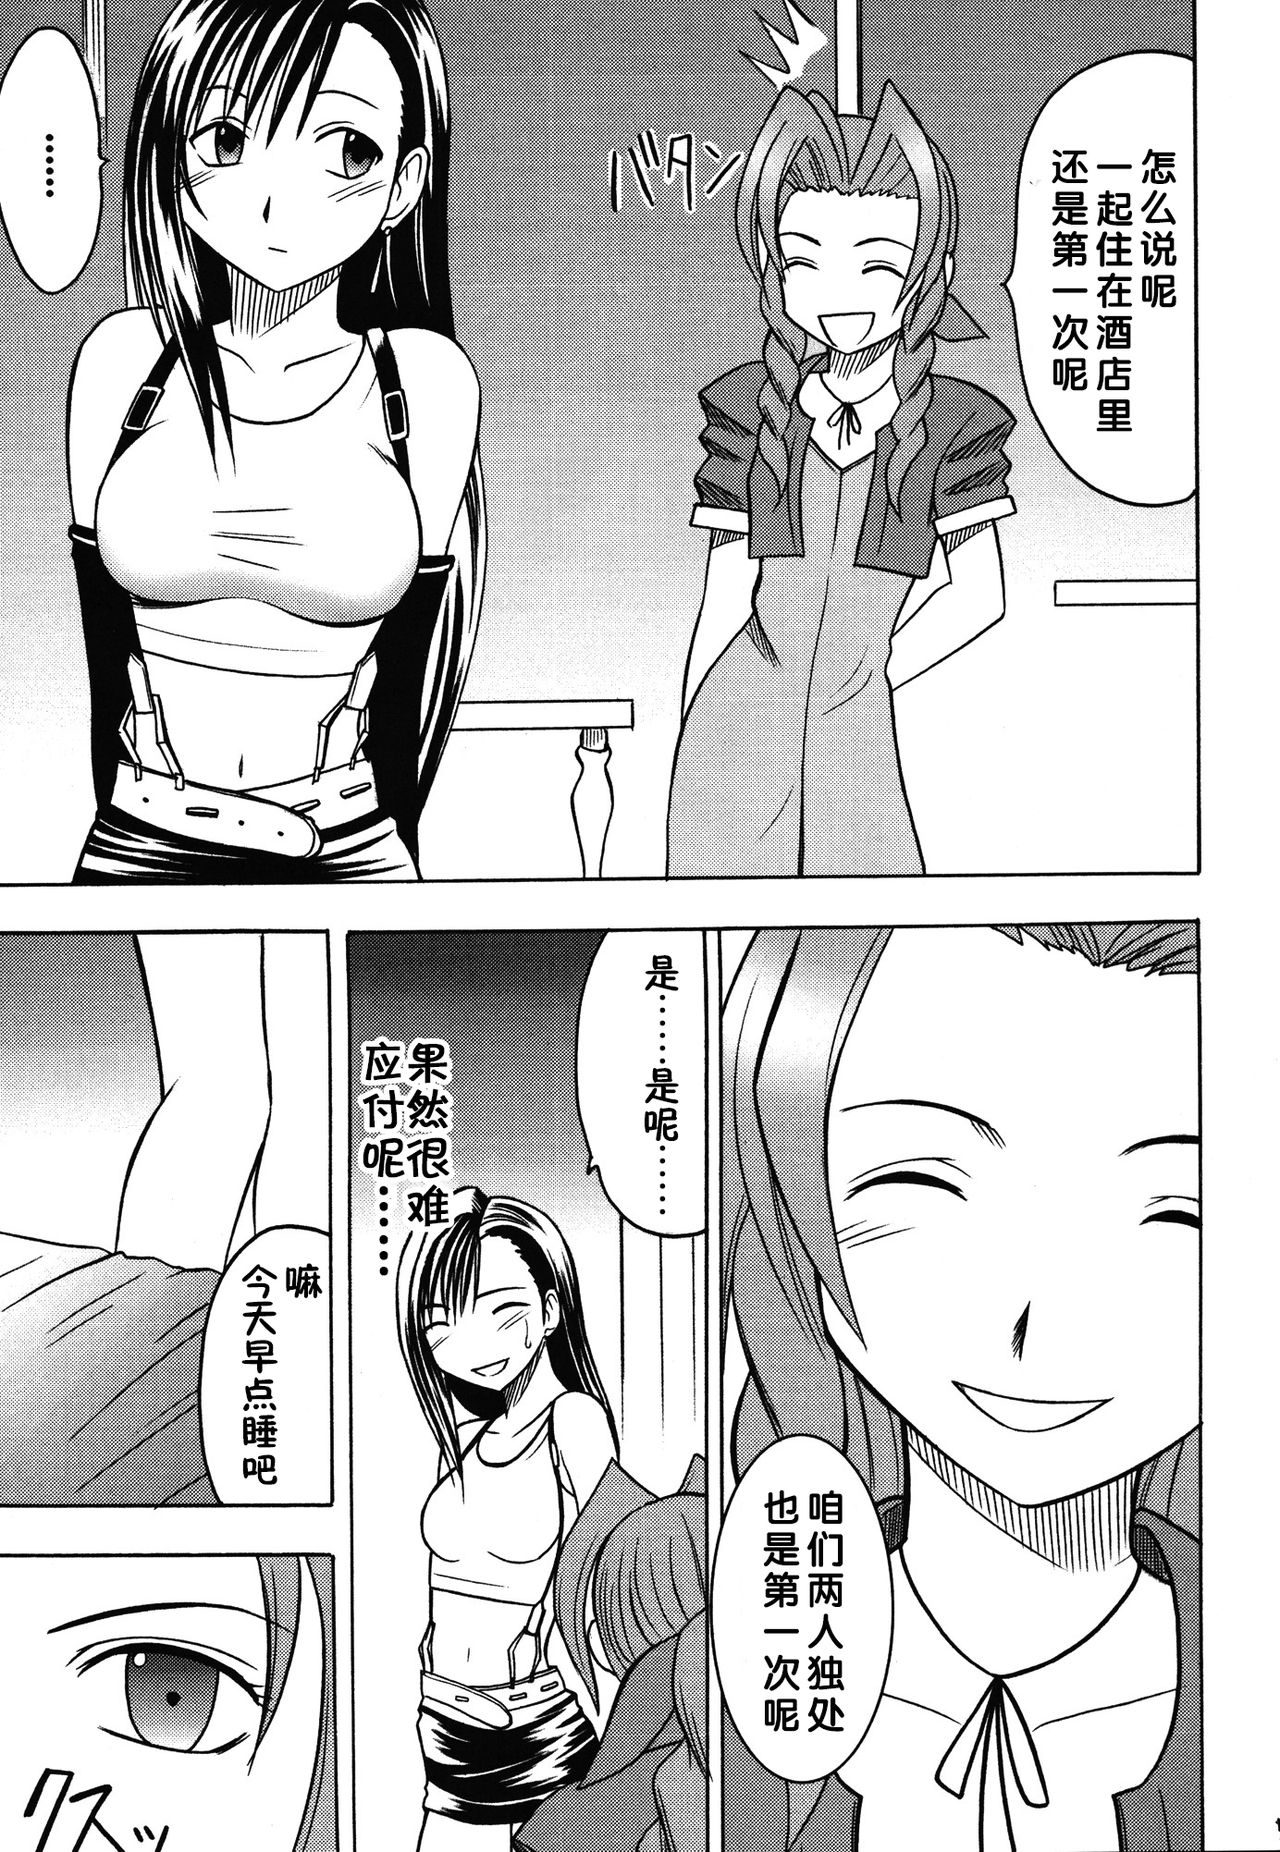 怎么说呢
一起住在酒店里
还是第一次呢
バタン
……
咱们两人独处
也是第一次呢
是……是呢……
果然很难
应付呢……
嘛
今天早点睡吧
クスッ